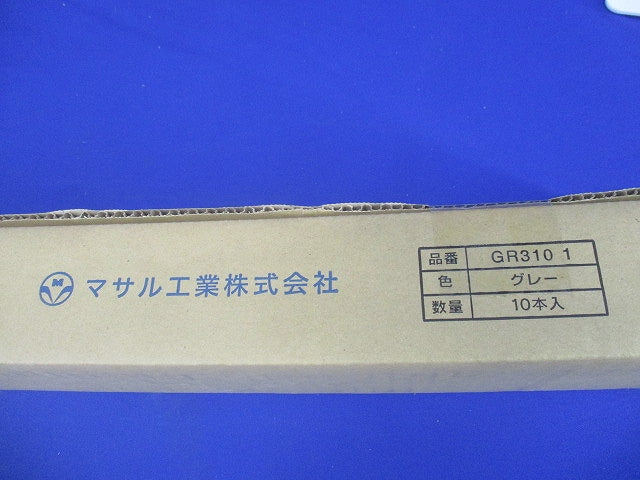 M マサル工業株式会社
品番 GR310 1
色 グレー
数量 10本入